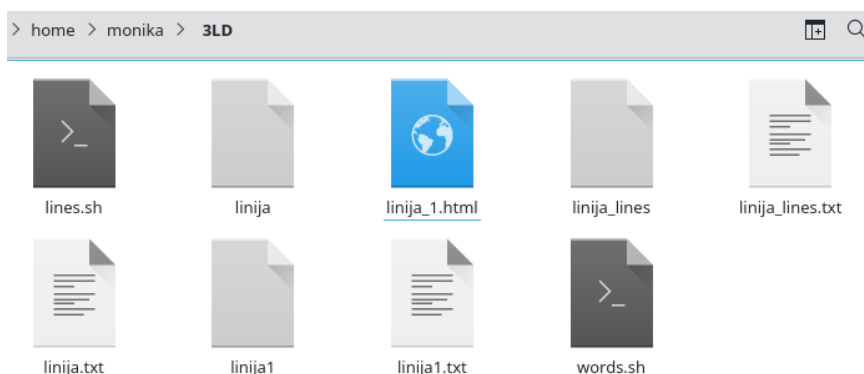 > home > monika > 3LD
lines.sh
linija
linija_1.html
linija_lines
linija_lines.txt
linija.txt
linija1
linija1.txt
words.sh